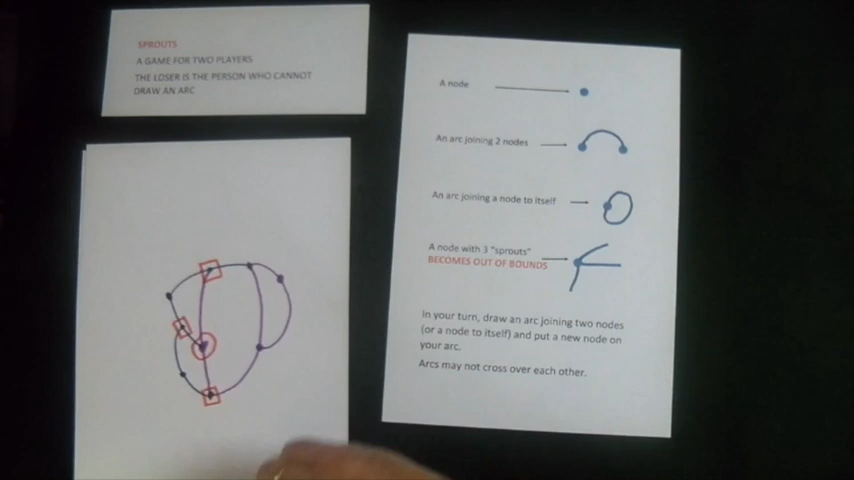 SPROUTS
A GAME FOR TWO PLAYERS
THE LOSER IS THE PERSON WHO CANNOT
DRAW AN ARC
A node
An arc joining 2 nodes
An arc joining a node to itself
A node with 3 "sprouts"
BECOMES OUT OF BOUNDS
In your turn, draw an arc joining two nodes
(or a node to itself) and put a new node on
your arc.
Arcs may not cross over each other.